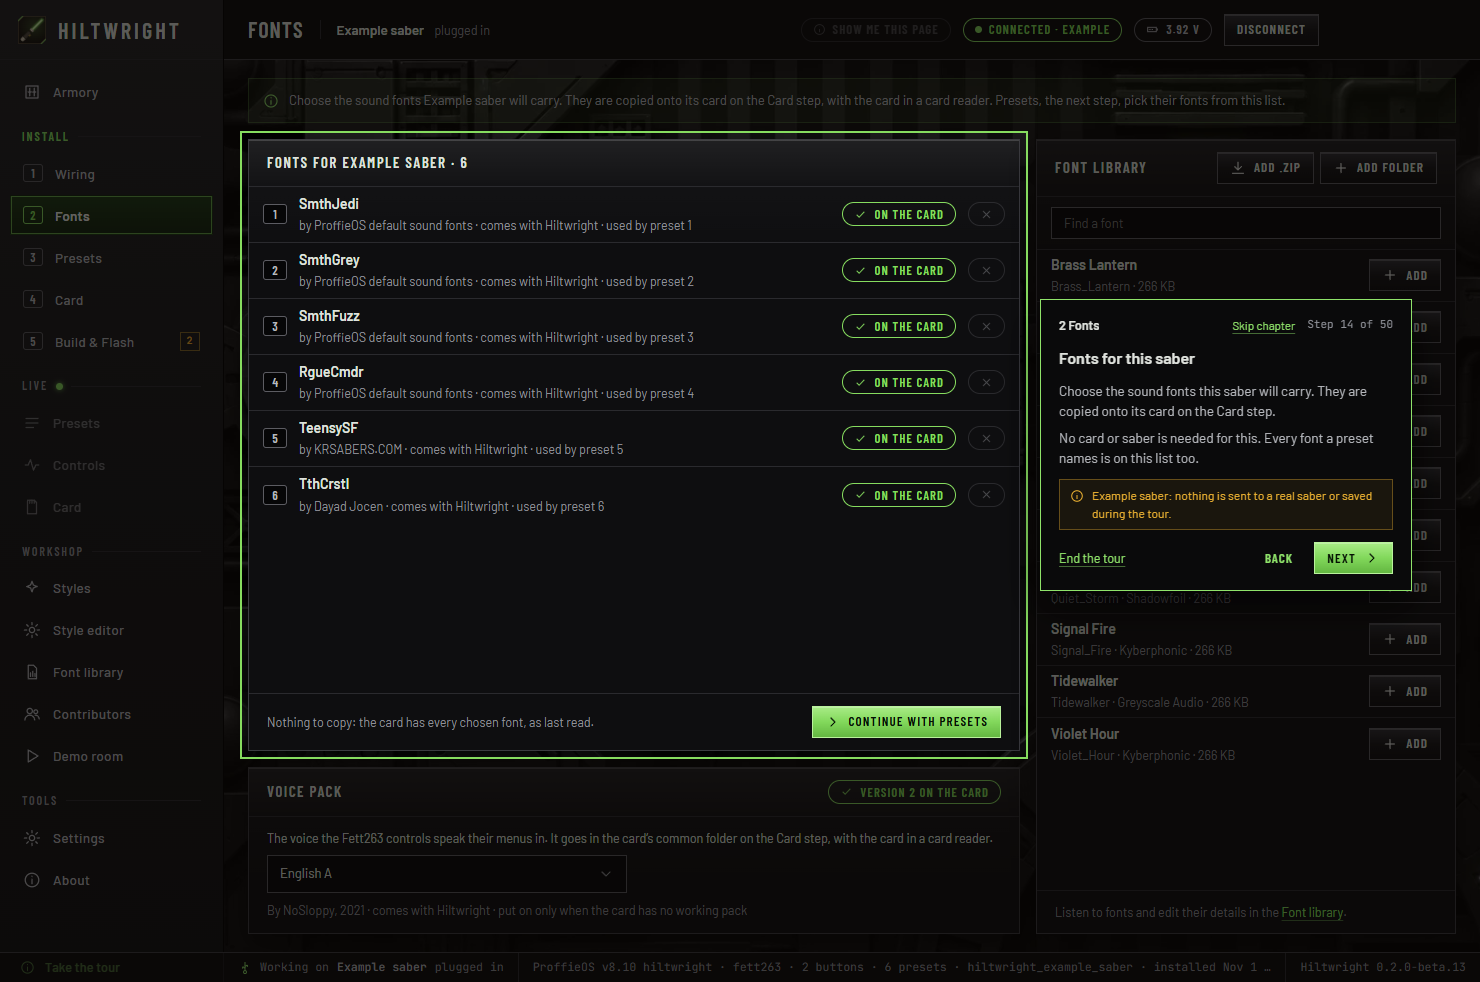 HILTWRIGHT
FONTS
Example saber plugged in
SHOW ME THIS PAGE
CONNECTED · EXAMPLE
3.92 V
DISCONNECT
Armory
INSTALL
1 Wiring
2 Fonts
3 Presets
4 Card
5 Build & Flash 2
LIVE
Presets
Controls
Card
WORKSHOP
Styles
Style editor
Font library
Contributors
Demo room
TOOLS
Settings
About
Take the tour
Choose the sound fonts Example saber will carry. They are copied onto its card on the Card step, with the card in a card reader. Presets, the next step, pick their fonts from this list.
FONTS FOR EXAMPLE SABER · 6
1 SmthJedi
by ProffieOS default sound fonts · comes with Hiltwright · used by preset 1
ON THE CARD
2 SmthGrey
by ProffieOS default sound fonts · comes with Hiltwright · used by preset 2
ON THE CARD
3 SmthFuzz
by ProffieOS default sound fonts · comes with Hiltwright · used by preset 3
ON THE CARD
4 RgueCmdr
by ProffieOS default sound fonts · comes with Hiltwright · used by preset 4
ON THE CARD
5 TeensySF
by KRSABERS.COM · comes with Hiltwright · used by preset 5
ON THE CARD
6 TthCrstl
by Dayad Jocen · comes with Hiltwright · used by preset 6
ON THE CARD
Nothing to copy: the card has every chosen font, as last read.
CONTINUE WITH PRESETS
VOICE PACK
VERSION 2 ON THE CARD
The voice the Fett263 controls speak their menus in. It goes in the card's common folder on the Card step, with the card in a card reader.
English A
By NoSloppy, 2021 · comes with Hiltwright · put on only when the card has no working pack
FONT LIBRARY
ADD .ZIP
ADD FOLDER
Find a font
Brass Lantern
Brass_Lantern · 266 KB
ADD
2 Fonts
Skip chapter
Step 14 of 50
Fonts for this saber
Choose the sound fonts this saber will carry. They are
copied onto its card on the Card step.
No card or saber is needed for this. Every font a preset
names is on this list too.
Example saber: nothing is sent to a real saber or saved
during the tour.
End the tour
BACK
NEXT
Quiet_Storm · Shadowfoil · 266 KB
Signal Fire
Signal_Fire · Kyberphonic · 266 KB
ADD
Tidewalker
Tidewalker · Greyscale Audio · 266 KB
ADD
Violet Hour
Violet_Hour · Kyberphonic · 266 KB
ADD
Listen to fonts and edit their details in the Font library.
Working on Example saber plugged in
ProffieOS v8.10 hiltwright · fett263 · 2 buttons · 6 presets · hiltwright_example_saber · installed Nov 1 …
Hiltwright 0.2.0-beta.13